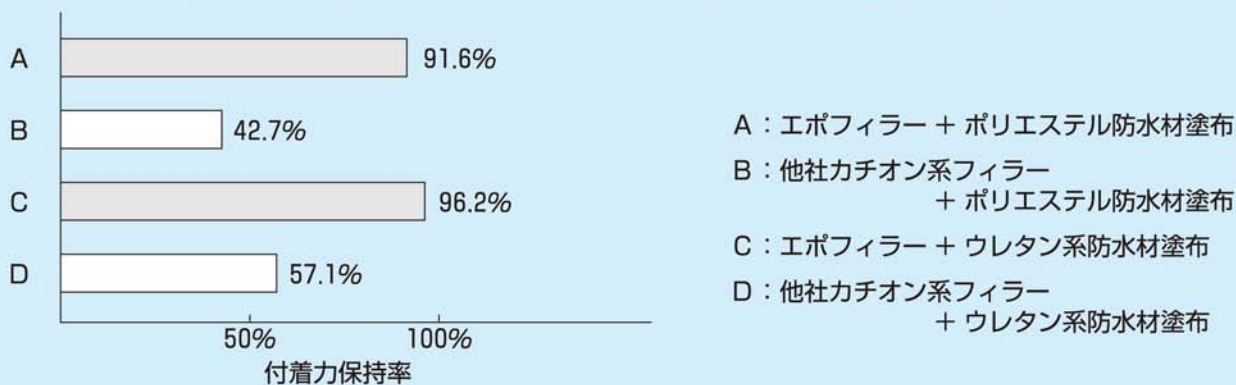 A 91.6%
B 42.7%
C 96.2%
D 57.1%
50% 100%
付着力保持率
A：エポフィラー + ポリエステル防水材塗布
B：他社カチオン系フィラー
+ ポリエステル防水材塗布
C：エポフィラー + ウレタン系防水材塗布
D：他社カチオン系フィラー
+ ウレタン系防水材塗布